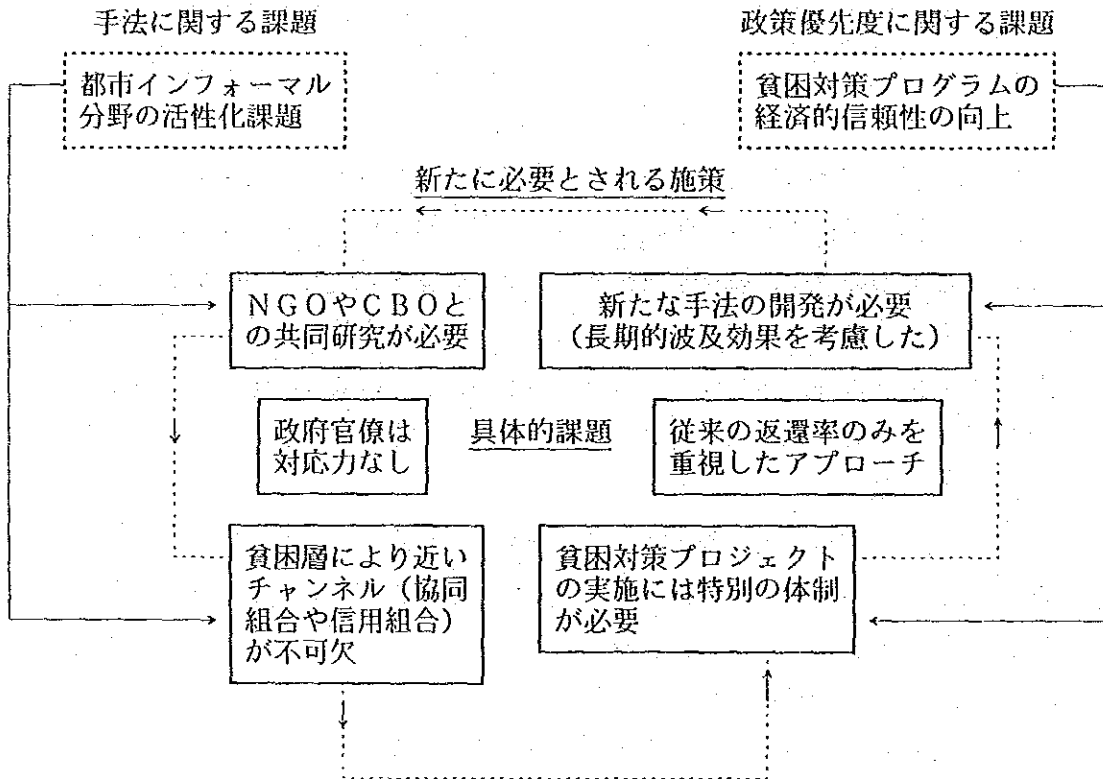 手法に関する課題
政策優先度に関する課題
都市インフォーマル
分野の活性化課題
貧困対策プログラムの
経済的信頼性の向上
新たに必要とされる施策
NGOやCBOと
の共同研究が必要
新たな手法の開発が必要
(長期的波及効果を考慮した)
政府官僚は
対応力なし
具体的課題
従来の返還率のみを
重視したアプローチ
貧困層により近い
チャンネル(協同
組合や信用組合)
が不可欠
貧困対策プロジェクト
の実施には特別の体制
が必要